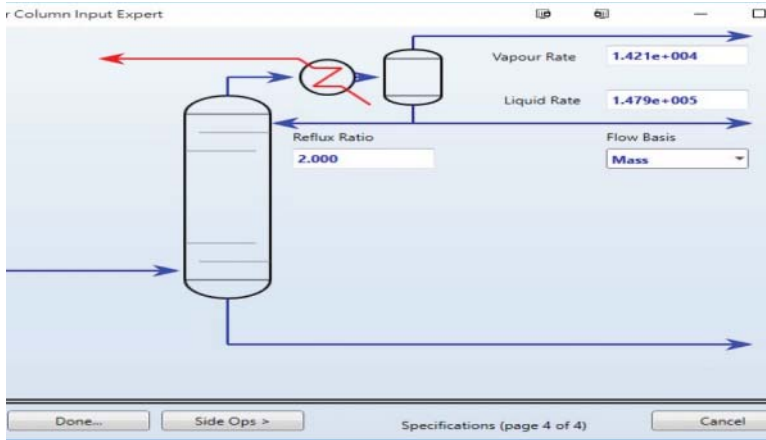 r Column Input Expert
Vapour Rate 1.421e+004
Liquid Rate 1.479e+005
Reflux Ratio
Flow Basis
2.000
Mass
Done...
Side Ops >
Specifications (page 4 of 4)
Cancel